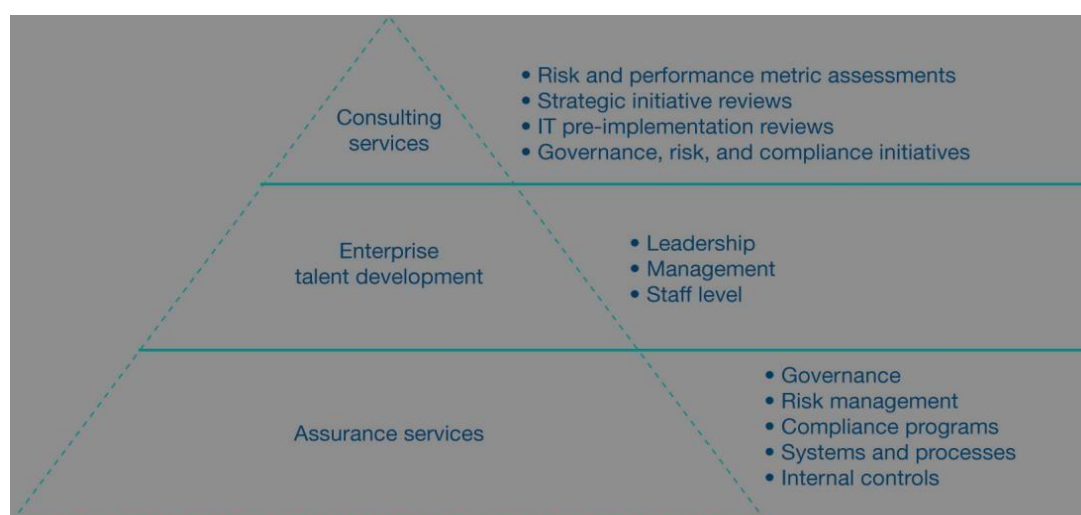 Consulting
services
• Risk and performance metric assessments
• Strategic initiative reviews
• IT pre-implementation reviews
• Governance, risk, and compliance initiatives
Enterprise
talent development
• Leadership
• Management
• Staff level
Assurance services
• Governance
• Risk management
• Compliance programs
• Systems and processes
• Internal controls